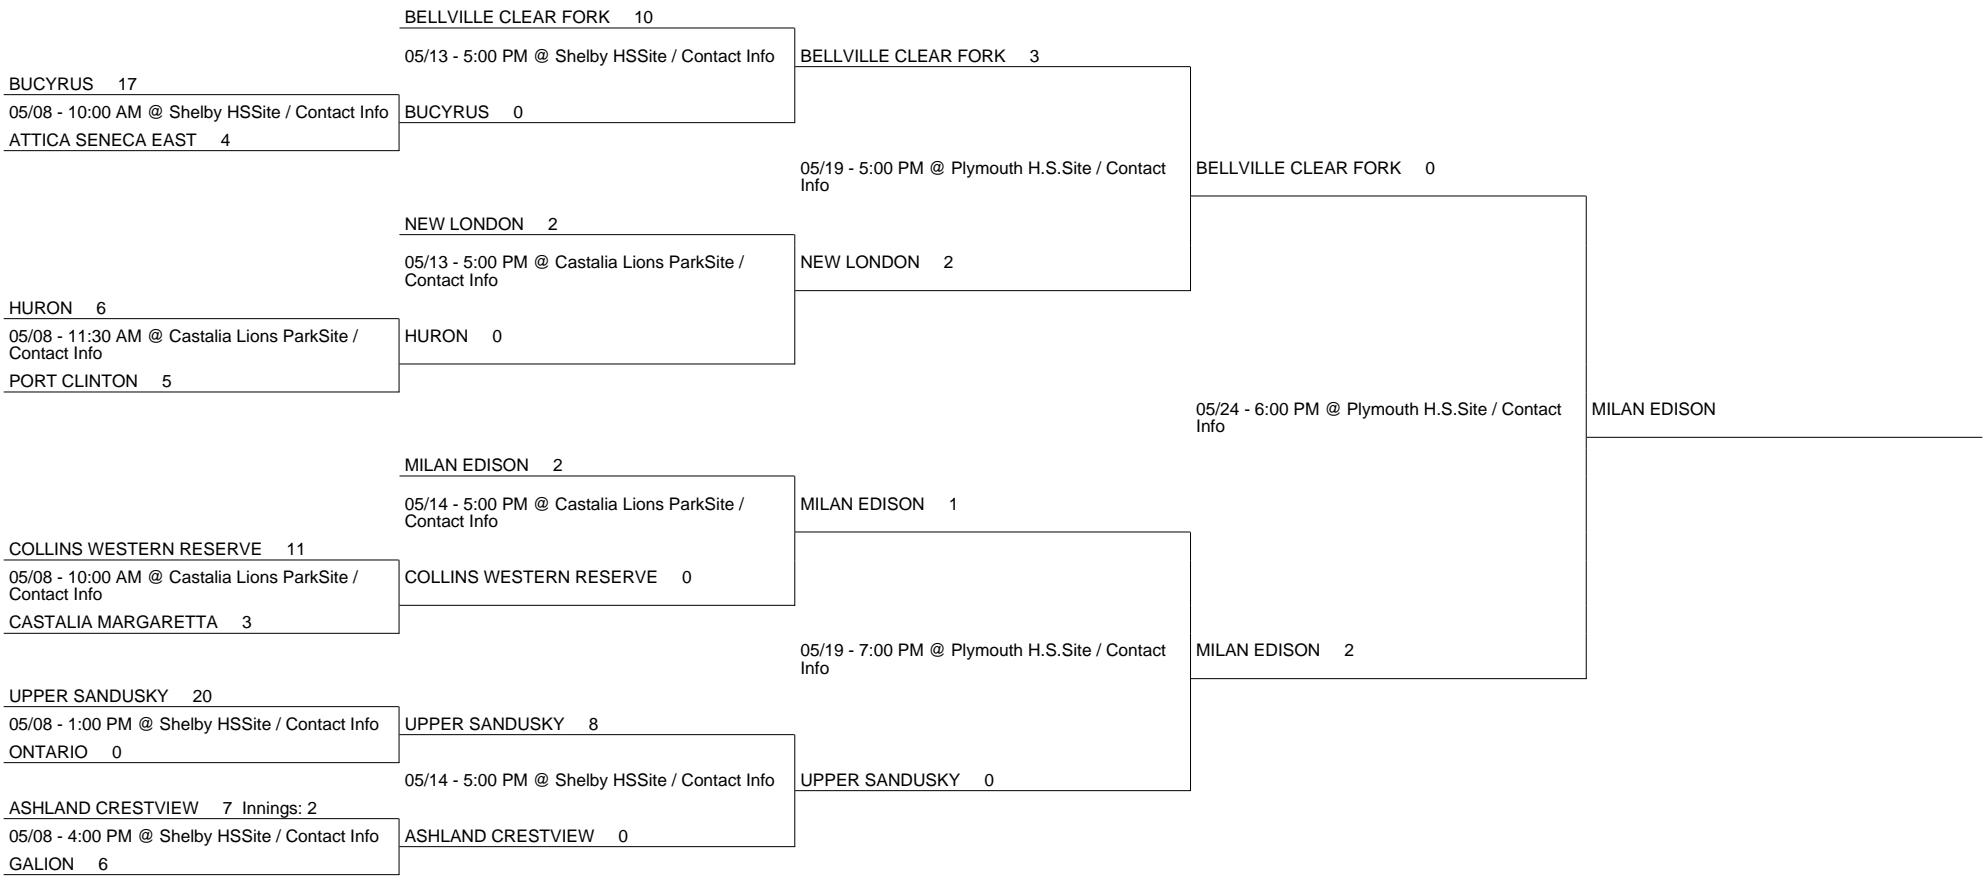 BELLVILLE CLEAR FORK 10
05/13 - 5:00 PM @ Shelby HSSite / Contact Info
BELLVILLE CLEAR FORK 3
BUCYRUS 17
05/08 - 10:00 AM @ Shelby HSSite / Contact Info
BUCYRUS 0
ATTICA SENECA EAST 4
05/19 - 5:00 PM @ Plymouth H.S.Site / Contact
Info
BELLVILLE CLEAR FORK 0
NEW LONDON 2
05/13 - 5:00 PM @ Castalia Lions ParkSite /
Contact Info
NEW LONDON 2
HURON 6
05/08 - 11:30 AM @ Castalia Lions ParkSite /
Contact Info
HURON 0
PORT CLINTON 5
05/24 - 6:00 PM @ Plymouth H.S.Site / Contact
Info
MILAN EDISON
MILAN EDISON 2
05/14 - 5:00 PM @ Castalia Lions ParkSite /
Contact Info
MILAN EDISON 1
COLLINS WESTERN RESERVE 11
05/08 - 10:00 AM @ Castalia Lions ParkSite /
Contact Info
COLLINS WESTERN RESERVE 0
CASTALIA MARGARETTA 3
05/19 - 7:00 PM @ Plymouth H.S.Site / Contact
Info
MILAN EDISON 2
UPPER SANDUSKY 20
05/08 - 1:00 PM @ Shelby HSSite / Contact Info
UPPER SANDUSKY 8
ONTARIO 0
05/14 - 5:00 PM @ Shelby HSSite / Contact Info
UPPER SANDUSKY 0
ASHLAND CRESTVIEW 7 Innings: 2
05/08 - 4:00 PM @ Shelby HSSite / Contact Info
ASHLAND CRESTVIEW 0
GALION 6